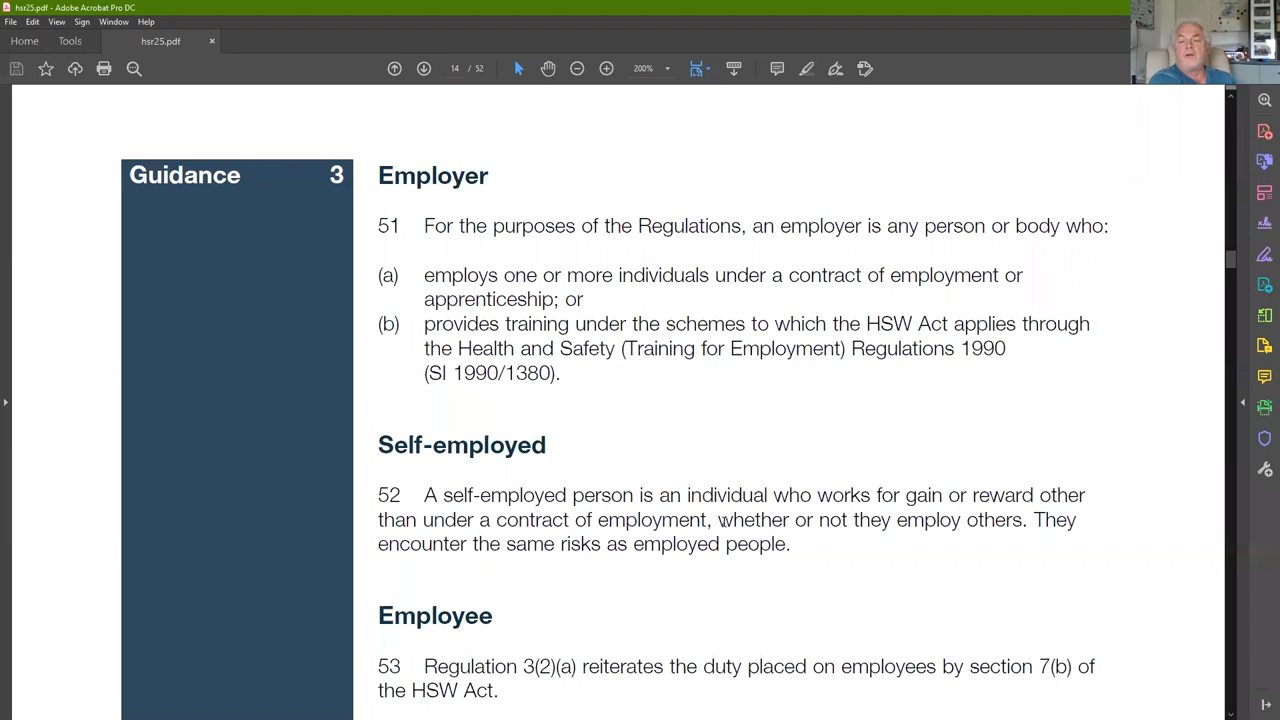 hsr25.pdf - Adobe Acrobat Pro DC
File Edit View Sign Window Help
Home Tools hsr25.pdf ×
14 / 52 200%
Guidance 3
Employer
51 For the purposes of the Regulations, an employer is any person or body who:
(a) employs one or more individuals under a contract of employment or
apprenticeship; or
(b) provides training under the schemes to which the HSW Act applies through
the Health and Safety (Training for Employment) Regulations 1990
(SI 1990/1380).
Self-employed
52 A self-employed person is an individual who works for gain or reward other
than under a contract of employment, whether or not they employ others. They
encounter the same risks as employed people.
Employee
53 Regulation 3(2)(a) reiterates the duty placed on employees by section 7(b) of
the HSW Act.